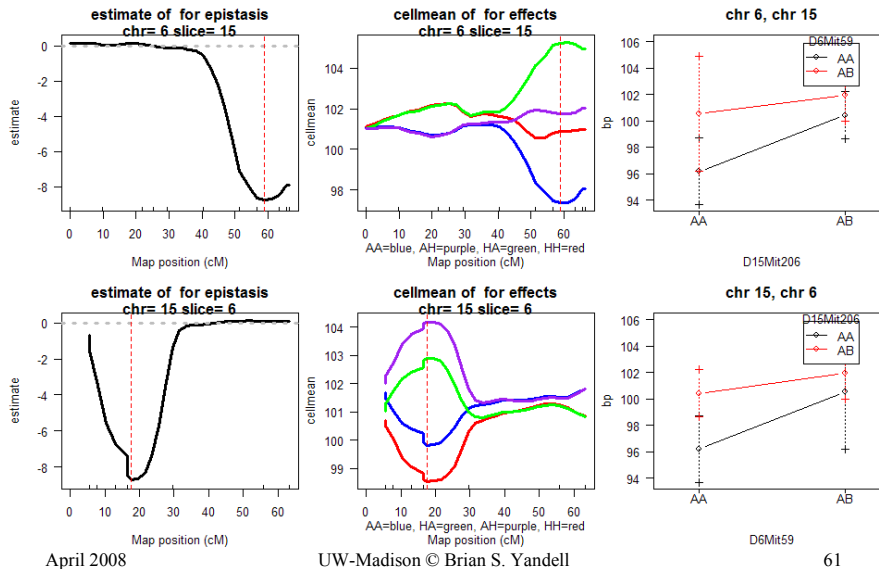 estimate of for epistasis
chr= 6 slice= 15
estimate
0
-2
-4
-6
-8
0 10 20 30 40 50 60
Map position (cM)
cellmean of for effects
chr= 6 slice= 15
cellmean
106
104
102
100
98
0 10 20 30 40 50 60
AA=blue, AH=purple, HA=green, HH=red
Map position (cM)
chr 6, chr 15
bp
106
104
102
100
98
96
94
D6Mit59
AA
AB
AA AB
D15Mit206
estimate of for epistasis
chr= 15 slice= 6
estimate
0
-2
-4
-6
-8
0 10 20 30 40 50 60
Map position (cM)
cellmean of for effects
chr= 15 slice= 6
cellmean
104
103
102
101
100
99
0 10 20 30 40 50 60
AA=blue, HA=green, AH=purple, HH=red
Map position (cM)
chr 15, chr 6
bp
106
104
102
100
98
96
94
D15Mit206
AA
AB
AA AB
D6Mit59
April 2008 UW-Madison © Brian S. Yandell 61